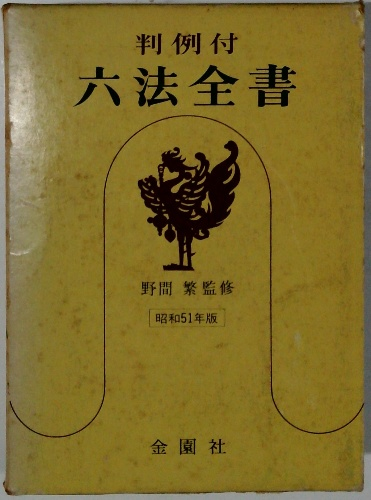 判例付
六法全書
野間 繁監修
昭和51年版
金園社